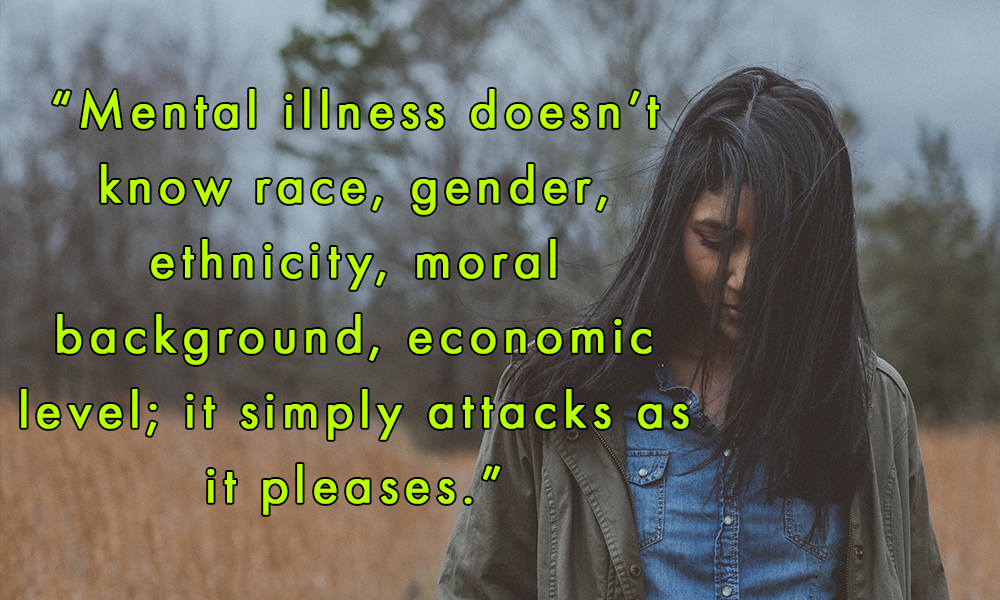 “Mental illness doesn’t
know race, gender,
ethnicity, moral
background, economic
level; it simply attacks as
it pleases.”